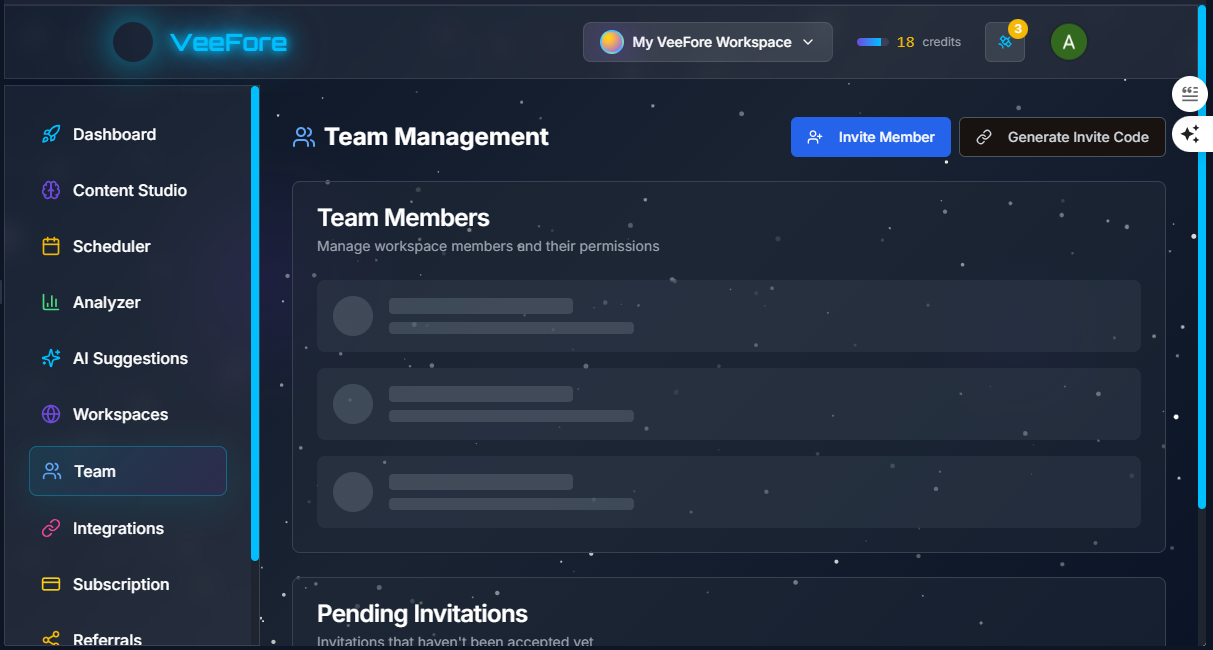 VeeFore
My VeeFore Workspace
18 credits
3
A
Dashboard
Content Studio
Scheduler
Analyzer
AI Suggestions
Workspaces
Team
Integrations
Subscription
Referrals
Team Management
Invite Member
Generate Invite Code
Team Members
Manage workspace members and their permissions
Pending Invitations
Invitations that haven't been accepted yet